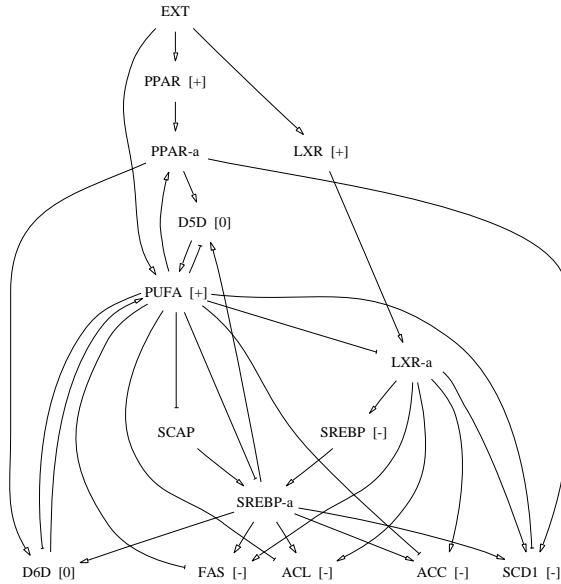 EXT
PPAR [+]
PPAR-a
LXR [+]
D5D [0]
PUFA [+]
LXR-a
SCAP
SREBP [-]
SREBP-a
D6D [0]
FAS [-]
ACL [-]
ACC [-]
SCD1 [-]